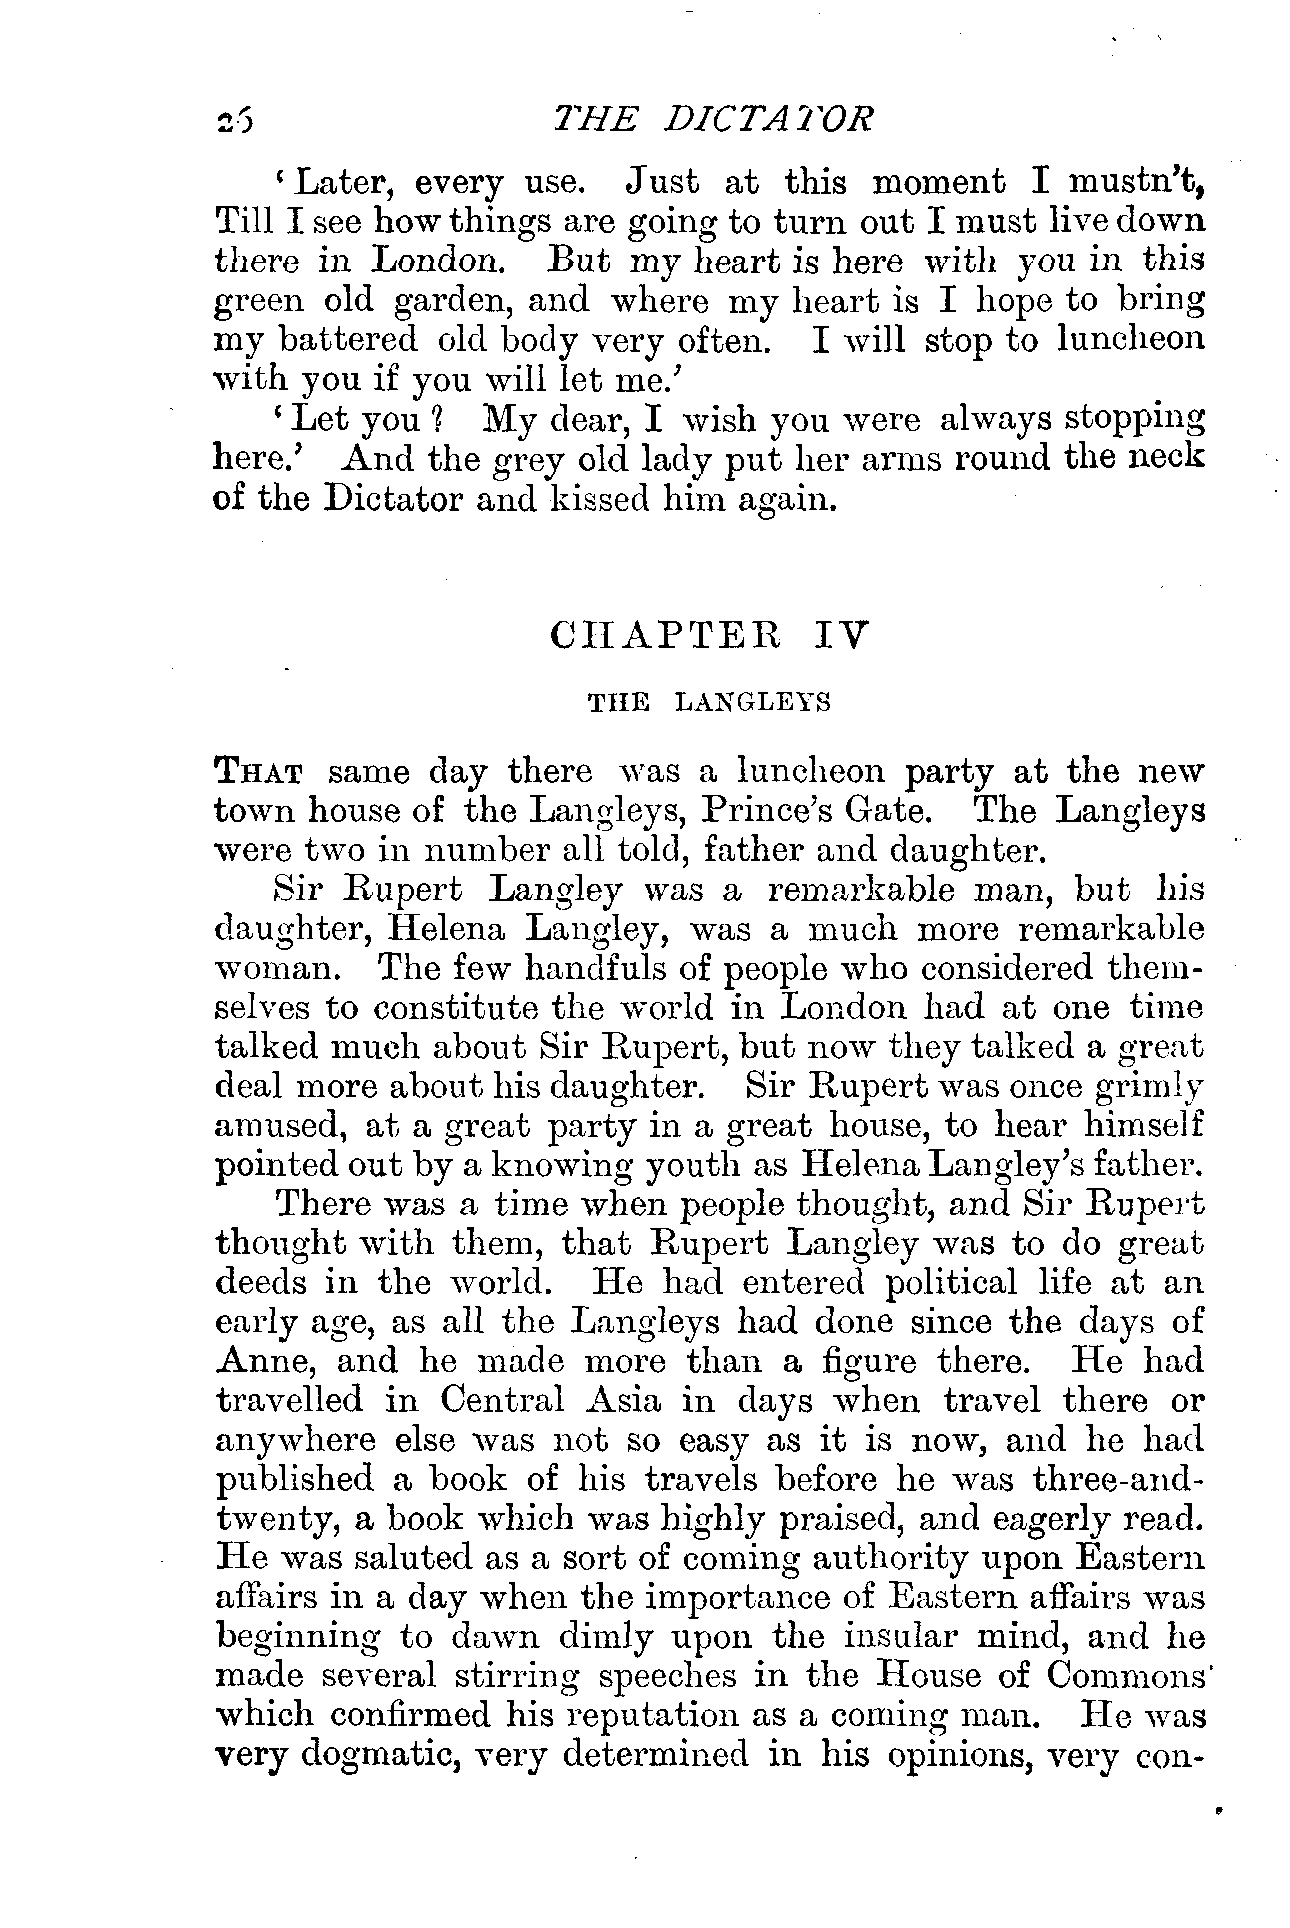 26 THE DICTATOR
‘Later, every use. Just at this moment I mustn't,
Till I see how things are going to turn out I must live down
there in London. But my heart is here with you in this
green old garden, and where my heart is I hope to bring
my battered old body very often. I will stop to luncheon
with you if you will let me.’
‘Let you? My dear, I wish you were always stopping
here.’ And the grey old lady put her arms round the neck
of the Dictator and kissed him again.
CHAPTER IV
THE LANGLEYS
THAT same day there was a luncheon party at the new
town house of the Langleys, Prince's Gate. The Langleys
were two in number all told, father and daughter.
Sir Rupert Langley was a remarkable man, but his
daughter, Helena Langley, was a much more remarkable
woman. The few handfuls of people who considered them-
selves to constitute the world in London had at one time
talked much about Sir Rupert, but now they talked a great
deal more about his daughter. Sir Rupert was once grimly
amused, at a great party in a great house, to hear himself
pointed out by a knowing youth as Helena Langley's father.
There was a time when people thought, and Sir Rupert
thought with them, that Rupert Langley was to do great
deeds in the world. He had entered political life at an
early age, as all the Langleys had done since the days of
Anne, and he made more than a figure there. He had
travelled in Central Asia in days when travel there or
anywhere else was not so easy as it is now, and he had
published a book of his travels before he was three-and-
twenty, a book which was highly praised, and eagerly read.
He was saluted as a sort of coming authority upon Eastern
affairs in a day when the importance of Eastern affairs was
beginning to dawn dimly upon the insular mind, and he
made several stirring speeches in the House of Commons
which confirmed his reputation as a coming man. He was
very dogmatic, very determined in his opinions, very con-